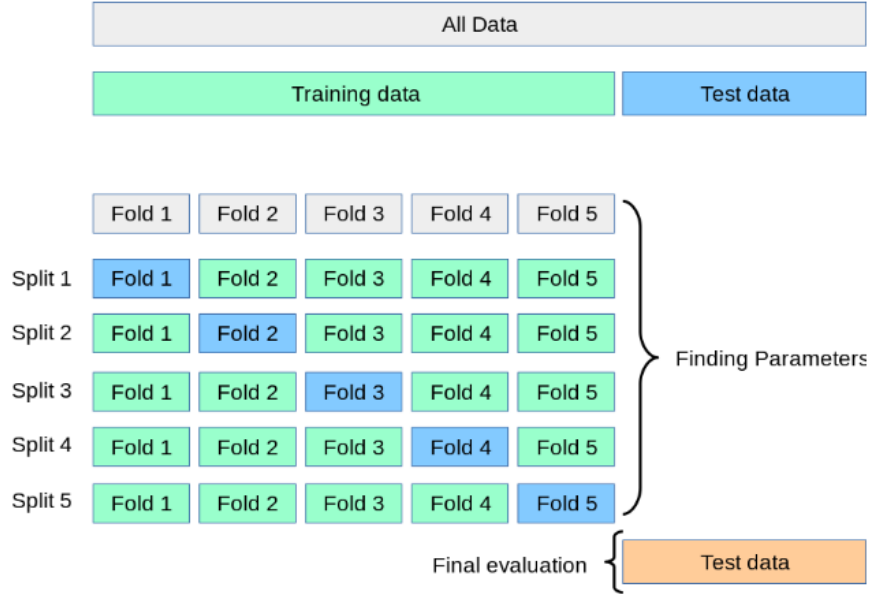 All Data
Training data Test data
Fold 1 Fold 2 Fold 3 Fold 4 Fold 5
Split 1 Fold 1 Fold 2 Fold 3 Fold 4 Fold 5
Split 2 Fold 1 Fold 2 Fold 3 Fold 4 Fold 5
Finding Parameters
Split 3 Fold 1 Fold 2 Fold 3 Fold 4 Fold 5
Split 4 Fold 1 Fold 2 Fold 3 Fold 4 Fold 5
Split 5 Fold 1 Fold 2 Fold 3 Fold 4 Fold 5
Final evaluation Test data